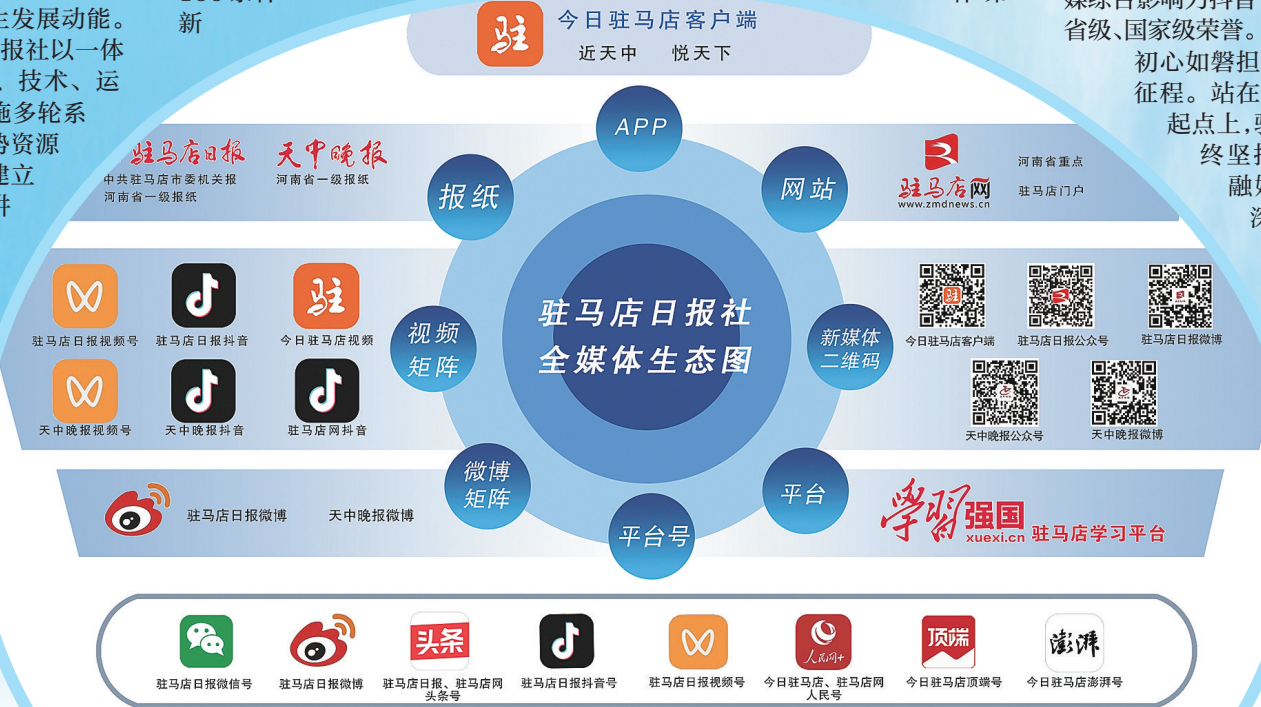 生发展动能。
报社以一体
、技术、运
施多轮系
势资源
建立
新
省级、国家级荣誉。
初心如磐担
征程。站在
起点上,驻
终坚持
融媒
深
驻
今日驻马店客户端
近天中 悦天下
APP
报纸
网站
驻马店日报
中共驻马店市委机关报
河南省一级报纸
天中晚报
河南省一级报纸
驻马店网
www.zmdnews.cn
河南省重点
驻马店门户
驻马店日报社
全媒体生态图
视频
矩阵
驻马店日报视频号
驻马店日报抖音
驻
今日驻马店视频
天中晚报视频号
天中晚报抖音
驻马店网抖音
新媒体
二维码
驻
今日驻马店客户端
驻马店日报公众号
驻马店日报微博
天中晚报公众号
天中晚报微博
微博
矩阵
驻马店日报微博
天中晚报微博
平台号
平台
学习强国
xuexi.cn
驻马店学习平台
驻马店日报微信号
驻马店日报微博
头条
驻马店日报、驻马店网
头条号
驻马店日报抖音号
驻马店日报视频号
人民网+
今日驻马店、驻马店网
人民号
顶端
今日驻马店顶端号
澎湃
今日驻马店澎湃号